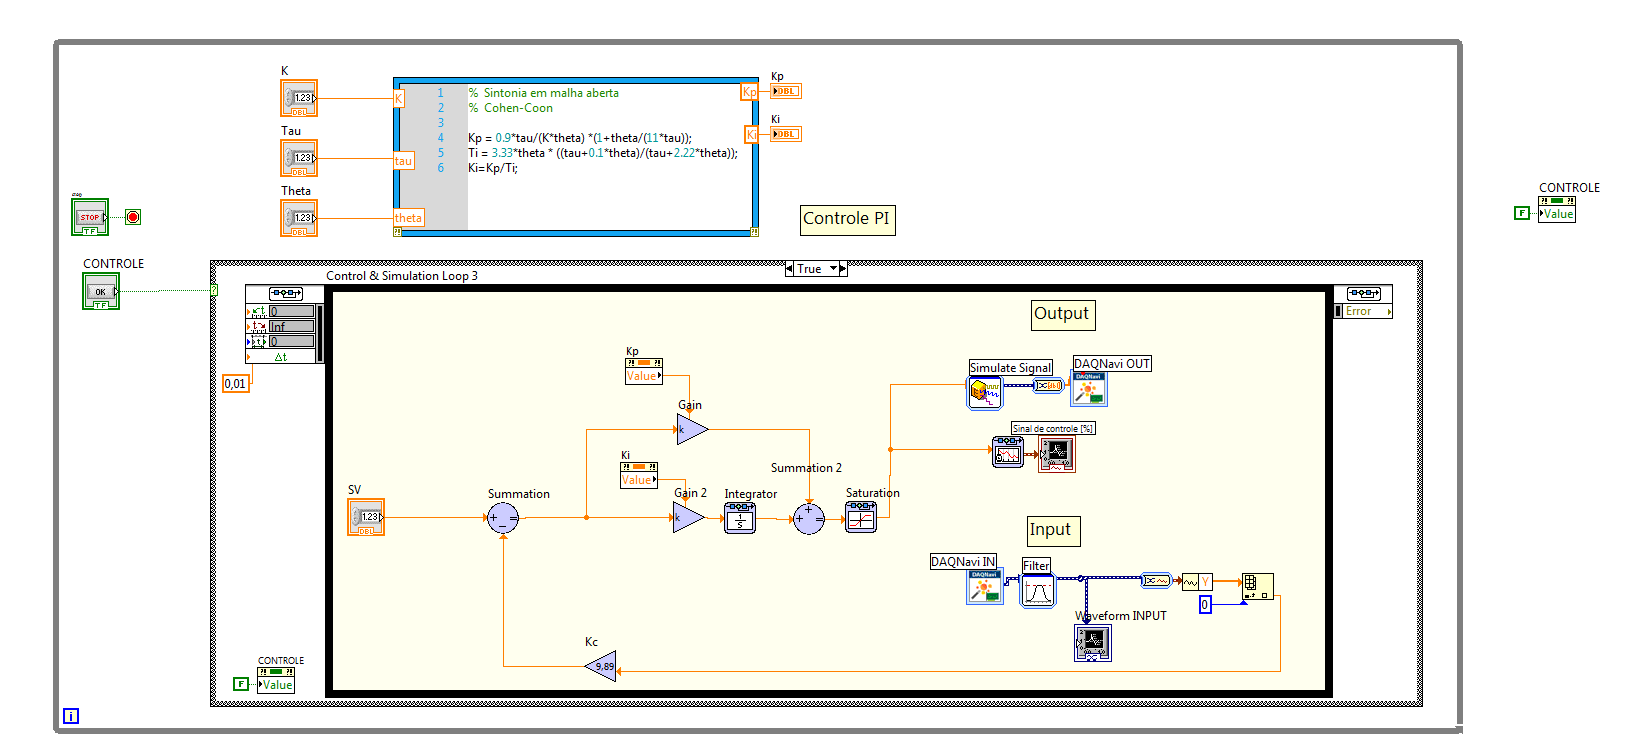 K
1.23
DBL
Tau
1.23
DBL
Theta
1.23
DBL
K
tau
theta
1 % Sintonia em malha aberta
2 % Cohen-Coon
3
4 Kp = 0.9*tau/(K*theta) *(1+theta/(11*tau));
5 Ti = 3.33*theta * ((tau+0.1*theta)/(tau+2.22*theta));
6 Ki=Kp/Ti;
Kp
Ki
Kp
DBL
Ki
DBL
Controle PI
STOP
TF
CONTROLE
OK
TF
CONTROLE
F
Value
True
?
Control & Simulation Loop 3
0
Inf
0
Δt
0,01
Error
Output
Kp
Value
Gain
k
Ki
Value
Gain 2
k
Integrator
1/s
Summation 2
Saturation
SV
1.23
DBL
Summation
Simulate Signal
DAQNavi OUT
DAQNavi
Sinal de controle [%]
Input
DAQNavi IN
DAQNavi
Filter
Y
0
Waveform INPUT
Kc
9,89
CONTROLE
F
Value
i